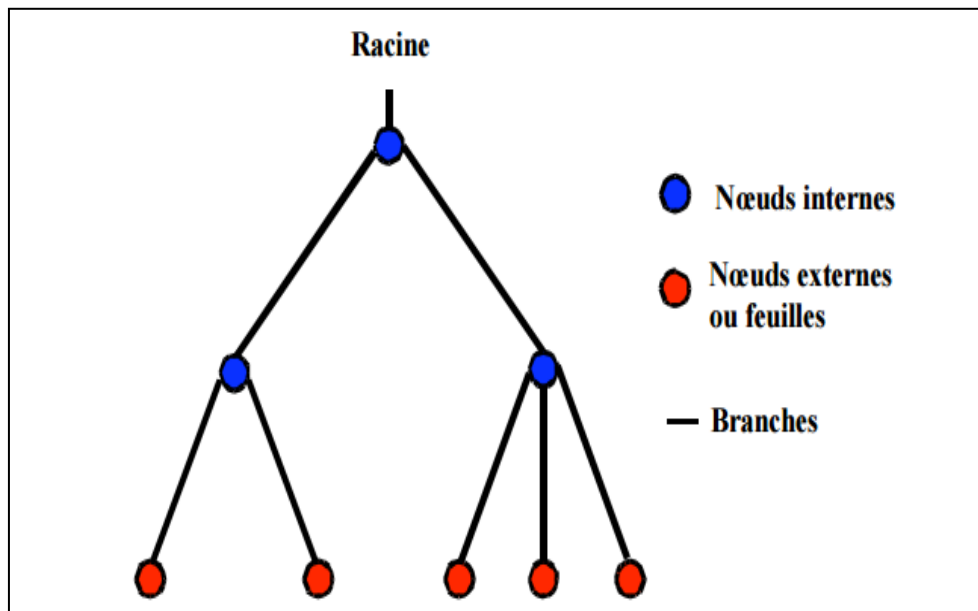 Racine
Nœuds internes
Nœuds externes
ou feuilles
Branches